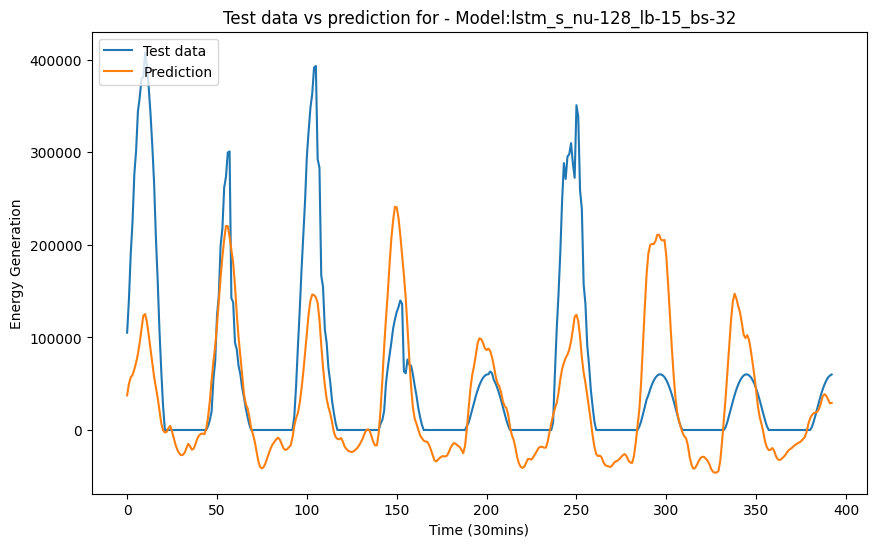 Test data vs prediction for - Model:lstm_s_nu-128_lb-15_bs-32
Test data
Prediction
400000
300000
200000
100000
0
Energy Generation
0 50 100 150 200 250 300 350 400
Time (30mins)